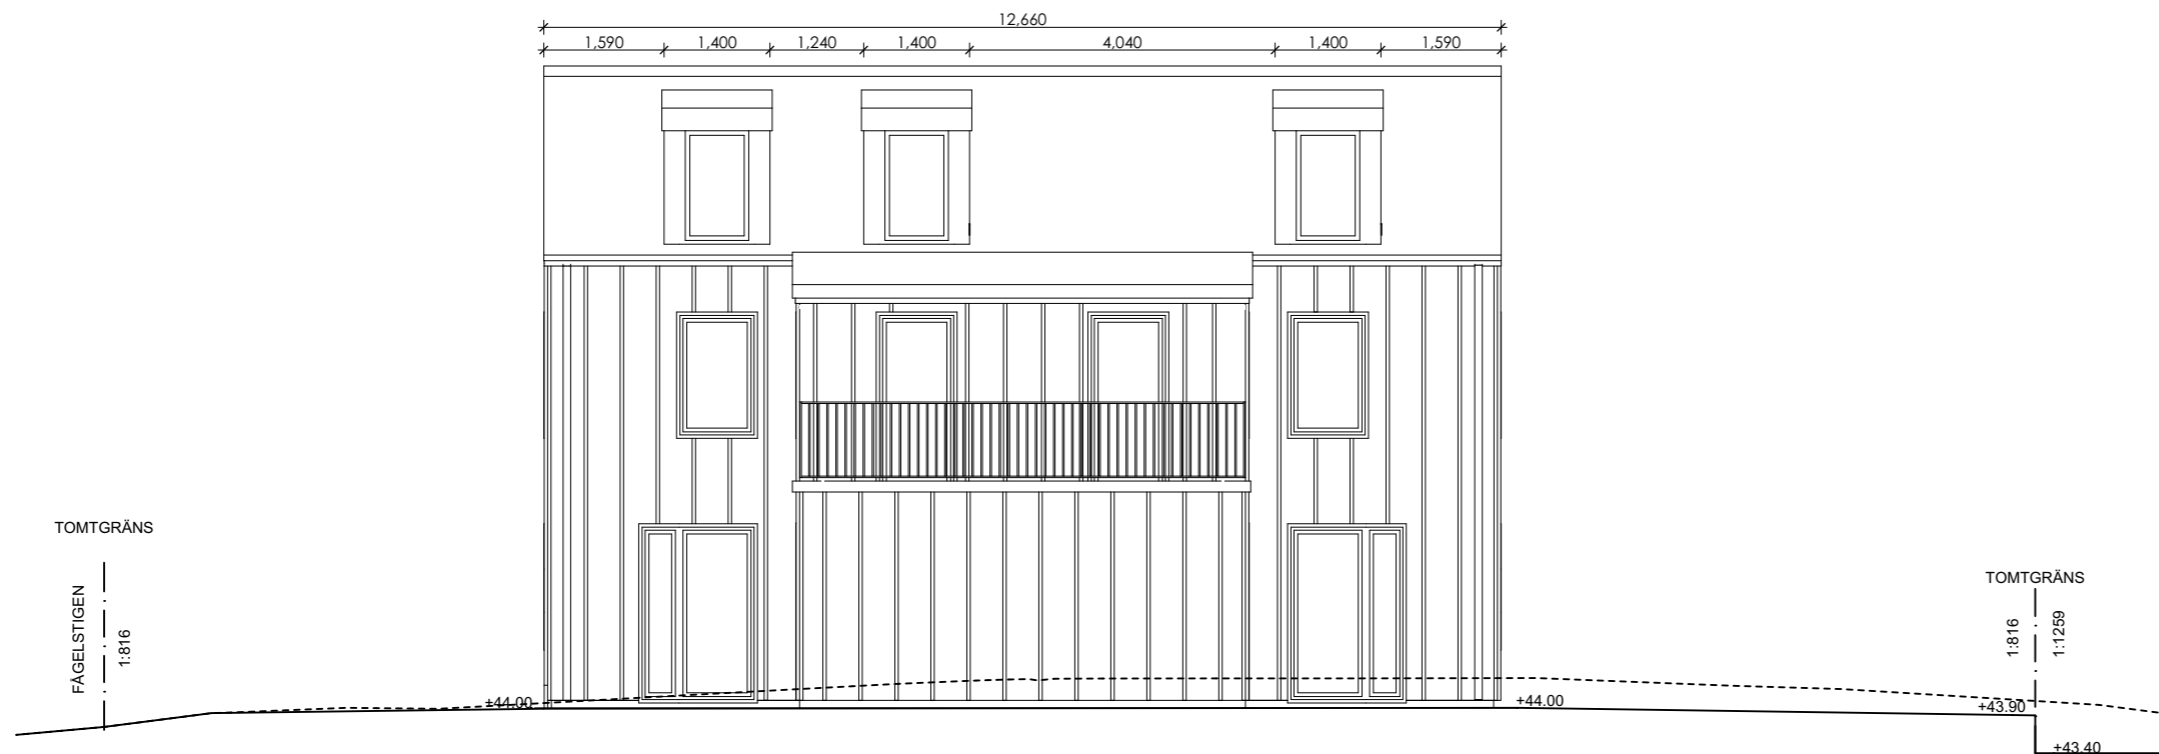 12,660
1,590 1,400 1,240 1,400 4,040 1,400 1,590
TOMTGRÄNS
FÅGELSTIGEN
1:816
TOMTGRÄNS
1:816
1:1259
+44.00
+44.00
+43.90
+43.40